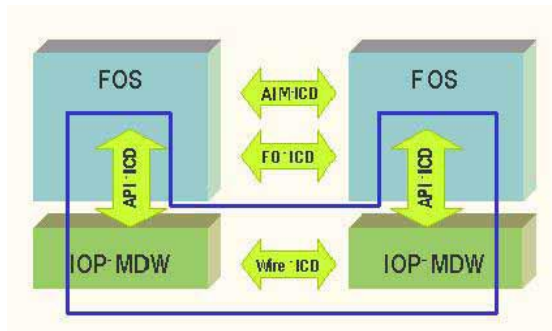 FOS
FOS
AIM-ICD
FO-ICD
API-ICD
API-ICD
IOP-MDW
Wire-ICD
IOP-MDW